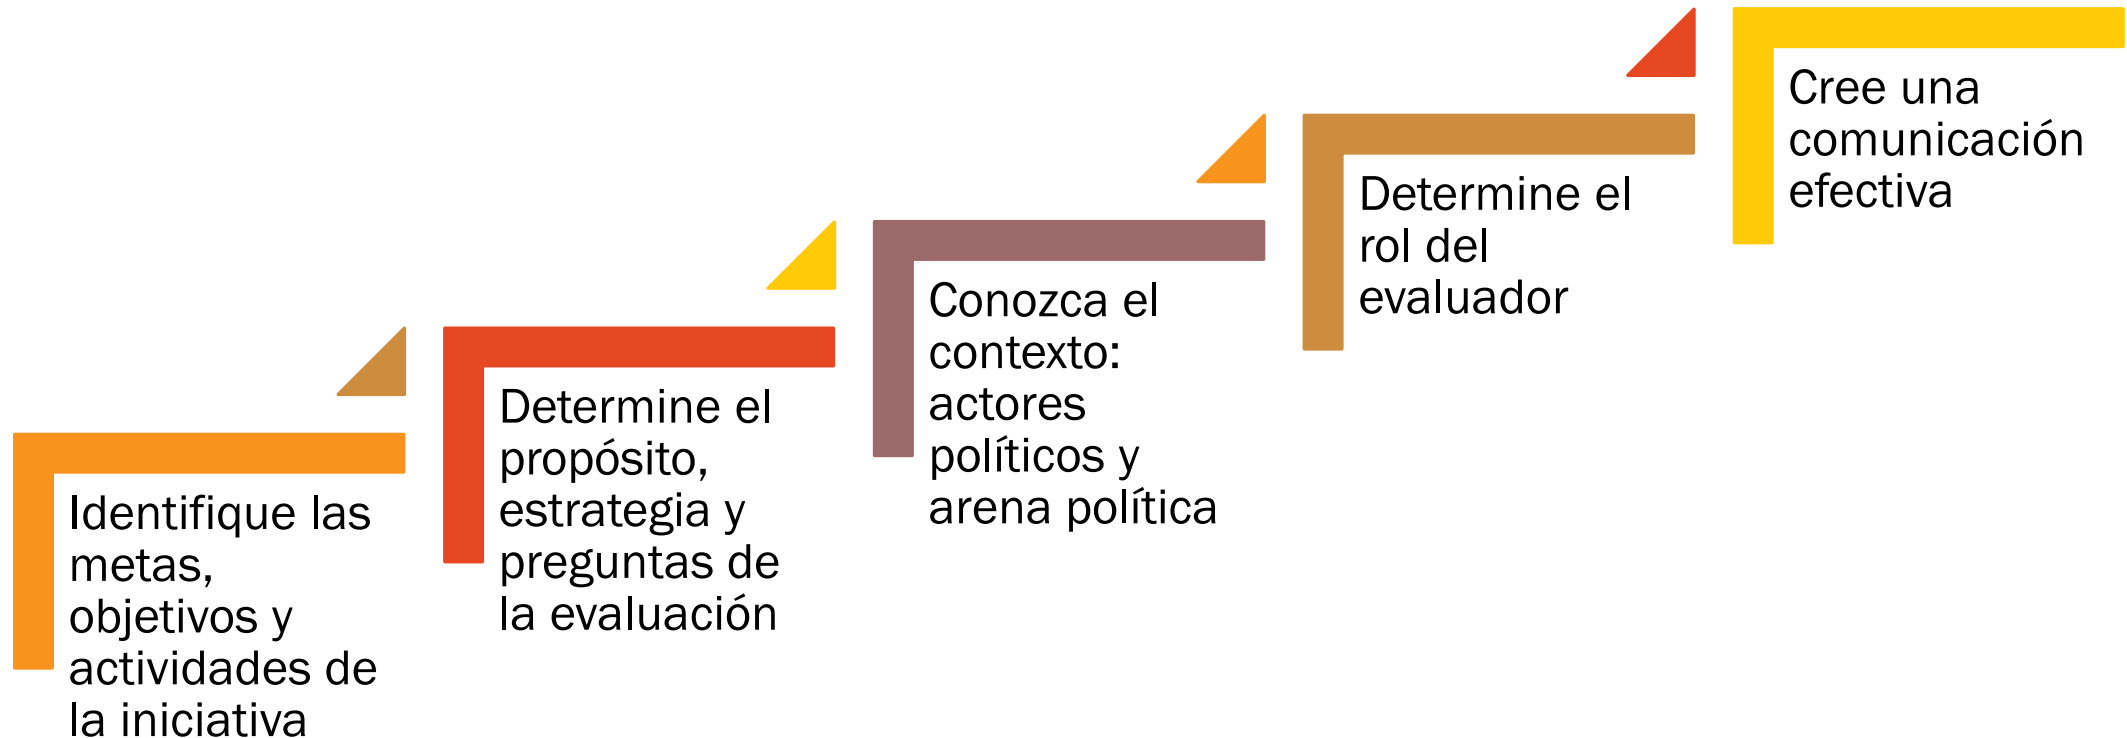 Identifique las
metas,
objetivos y
actividades de
la iniciativa
Determine el
propósito,
estrategia y
preguntas de
la evaluación
Conozca el
contexto:
actores
políticos y
arena política
Determine el
rol del
evaluador
Cree una
comunicación
efectiva